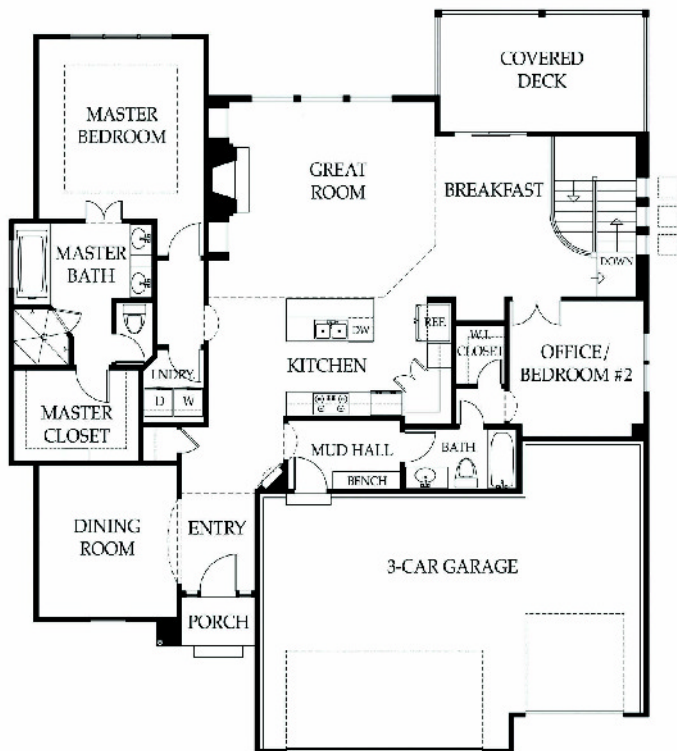 COVERED
DECK
MASTER
BEDROOM
GREAT
ROOM
BREAKFAST
MASTER
BATH
DOWN
REF.
DW
W.I.
CLOSET
OFFICE/
BEDROOM #2
KITCHEN
LNDRY.
D W
MASTER
CLOSET
MUD HALL
BATH
BENCH
DINING
ROOM
ENTRY
3-CAR GARAGE
PORCH